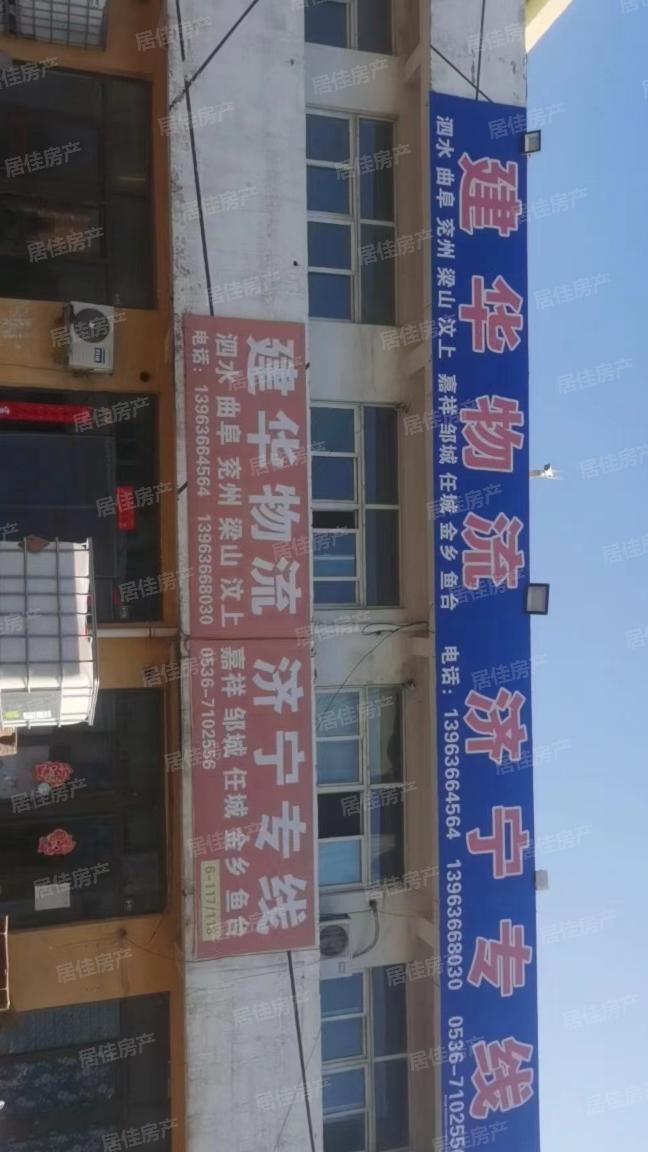 建华物流 济宁专线
泗水 曲阜 兖州 梁山 汶上 嘉祥 邹城 任城 金乡 鱼台 电话：13963664564 13963668030 0536-7102556
建华物流 济宁专线
泗水 曲阜 兖州 梁山 汶上 嘉祥 邹城 任城 金乡 鱼台
电话：13963664564 13963668030 0536-7102556
6-117/118
居住房产